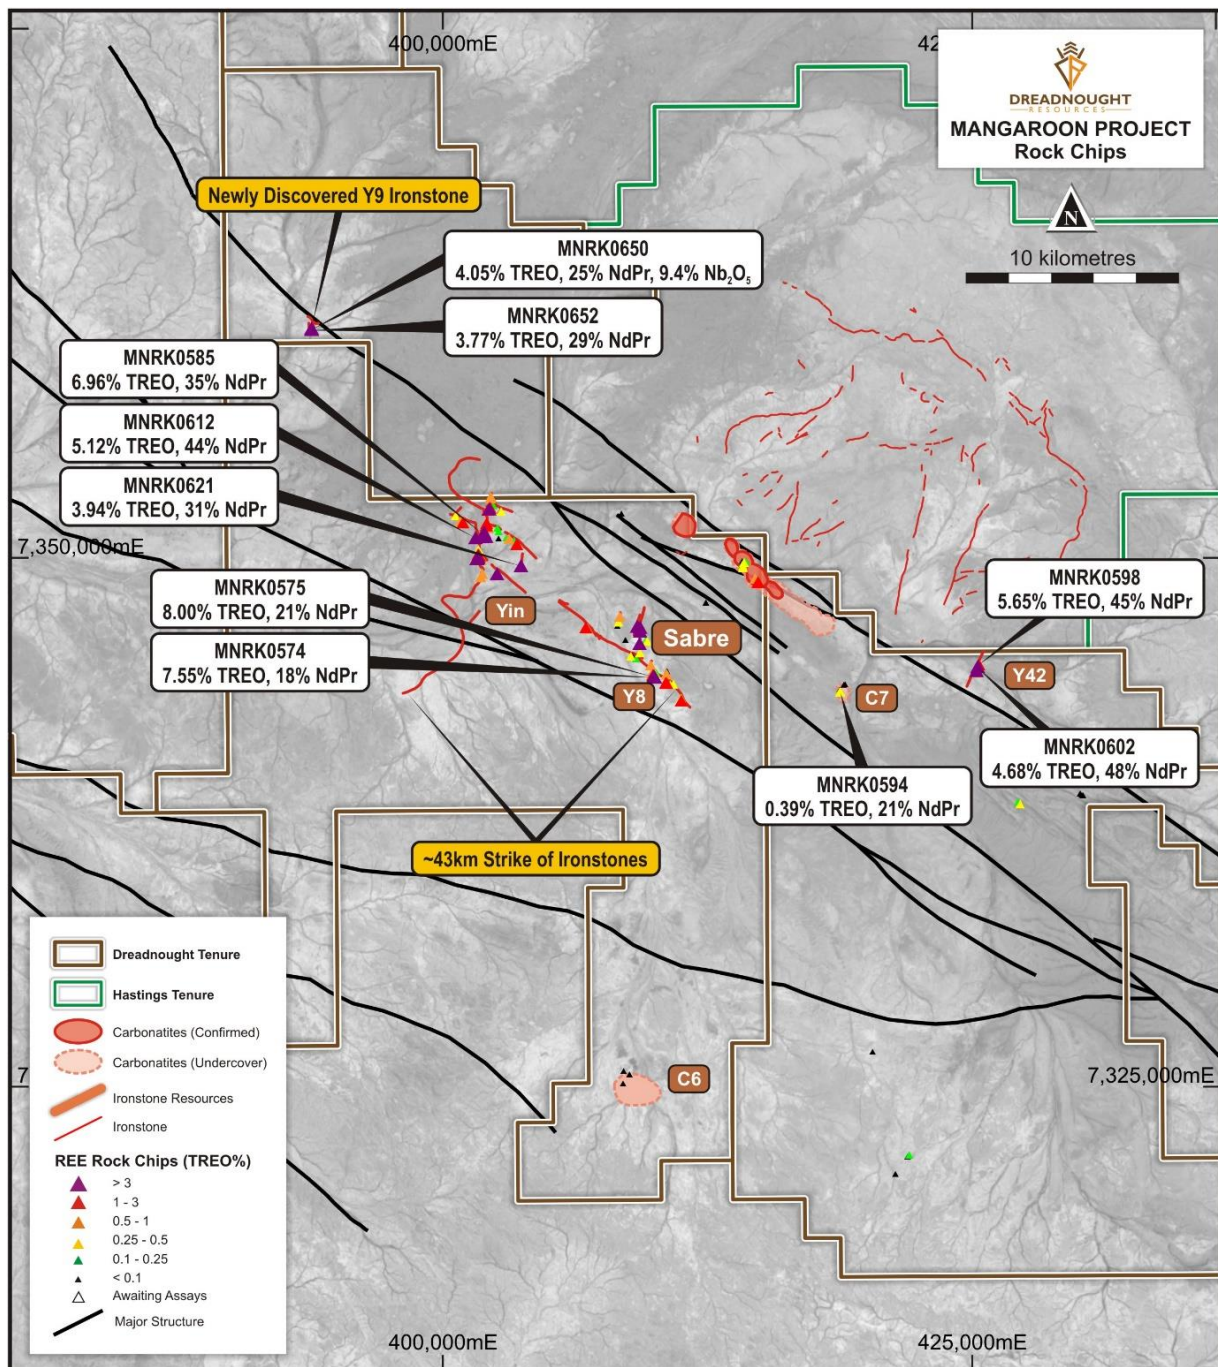 400,000mE
42
DREADNOUGHT
RESOURCES
MANGAROON PROJECT
Rock Chips
N
10 kilometres
Newly Discovered Y9 Ironstone
MNRK0650
4.05% TREO, 25% NdPr, 9.4% Nb₂O₅
MNRK0652
3.77% TREO, 29% NdPr
MNRK0585
6.96% TREO, 35% NdPr
MNRK0612
5.12% TREO, 44% NdPr
MNRK0621
3.94% TREO, 31% NdPr
7,350,000mE
MNRK0575
8.00% TREO, 21% NdPr
MNRK0574
7.55% TREO, 18% NdPr
Yin
Sabre
Y8
C7
Y42
MNRK0598
5.65% TREO, 45% NdPr
MNRK0602
4.68% TREO, 48% NdPr
MNRK0594
0.39% TREO, 21% NdPr
~43km Strike of Ironstones
C6
7
7,325,000mE
Dreadnought Tenure
Hastings Tenure
Carbonatites (Confirmed)
Carbonatites (Undercover)
Ironstone Resources
Ironstone
REE Rock Chips (TREO%)
> 3
1 - 3
0.5 - 1
0.25 - 0.5
0.1 - 0.25
< 0.1
Awaiting Assays
Major Structure
400,000mE
425,000mE